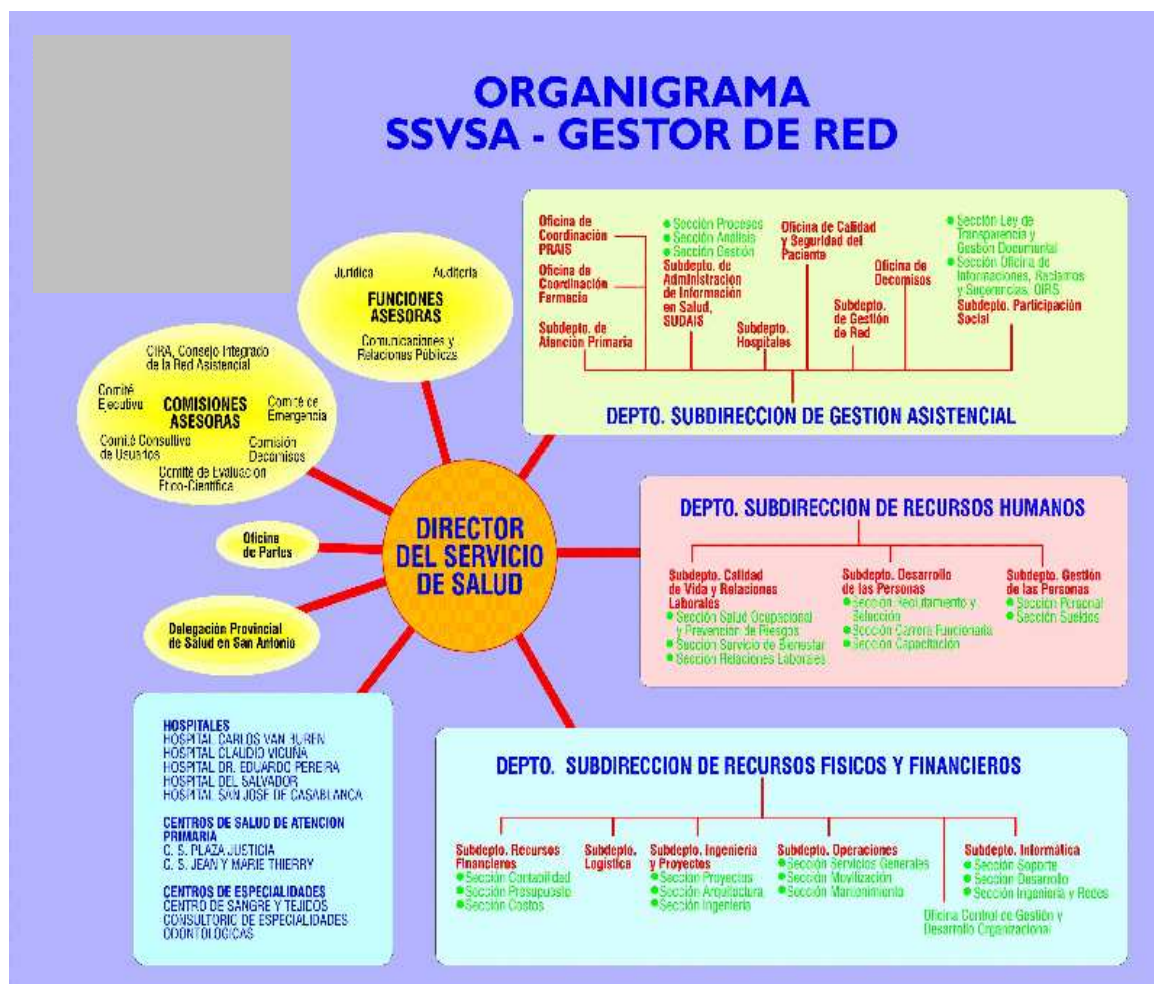 ORGANIGRAMA
SSVSA - GESTOR DE RED
Jurídica
Auditoría
FUNCIONES
ASESORAS
Comunicaciones y
Relaciones Públicas
CIRA, Consejo Integrado
de la Red Asistencial
Comité
Ejecutivo
COMISIONES
ASESORAS
Comité de
Emergencia
Comité Consultivo
de Usuarios
Comisión
Decomisos
Comité de Evaluación
Ético-Científica
Oficina
de Partes
Delegación Provincial
de Salud en San Antonio
DIRECTOR
DEL SERVICIO
DE SALUD
Oficina de
Coordinación
PRAIS
Oficina de
Coordinación
Farmacia
Subdepto. de
Atención Primaria
Sección Procesos
Sección Análisis
Sección Gestión
Subdepto. de
Administración
de Información
en Salud,
SUDAIS
Subdepto.
Hospitales
Oficina de Calidad
y Seguridad del
Paciente
Subdepto.
de Gestión
de Red
Oficina de
Decomisos
Sección Ley de
Transparencia y
Gestión Documental
Sección Oficina de
Informaciones, Reclamos
y Sugerencias, OIRS
Subdepto. Participación
Social
DEPTO. SUBDIRECCION DE GESTION ASISTENCIAL
DEPTO. SUBDIRECCION DE RECURSOS HUMANOS
Subdepto. Calidad
de Vida y Relaciones
Laborales
Sección Salud Ocupacional
y Prevención de Riesgos
Sección Servicio de Bienestar
Sección Relaciones Laborales
Subdepto. Desarrollo
de las Personas
Sección Reclutamiento y
Selección
Sección Carrera Funcionaria
Sección Capacitación
Subdepto. Gestión
de las Personas
Sección Personal
Sección Sueldos
HOSPITALES
HOSPITAL CARLOS VAN BUREN
HOSPITAL CLAUDIO VICUÑA
HOSPITAL DR. EDUARDO PEREIRA
HOSPITAL DEL SALVADOR
HOSPITAL SAN JOSE DE CASABLANCA
CENTROS DE SALUD DE ATENCION
PRIMARIA
C. S. PLAZA JUSTICIA
C. S. JEAN Y MARIE THIERRY
CENTROS DE ESPECIALIDADES
CENTRO DE SANGRE Y TEJIDOS
CONSULTORIO DE ESPECIALIDADES
ODONTOLOGICAS
DEPTO. SUBDIRECCION DE RECURSOS FISICOS Y FINANCIEROS
Subdepto. Recursos
Financieros
Sección Contabilidad
Sección Presupuesto
Sección Costos
Subdepto.
Logística
Subdepto. Ingeniería
y Proyectos
Sección Proyectos
Sección Arquitectura
Sección Ingeniería
Subdepto. Operaciones
Sección Servicios Generales
Sección Movilización
Sección Mantenimiento
Subdepto. Informática
Sección Soporte
Sección Desarrollo
Sección Ingeniería y Redes
Oficina Control de Gestión y
Desarrollo Organizacional